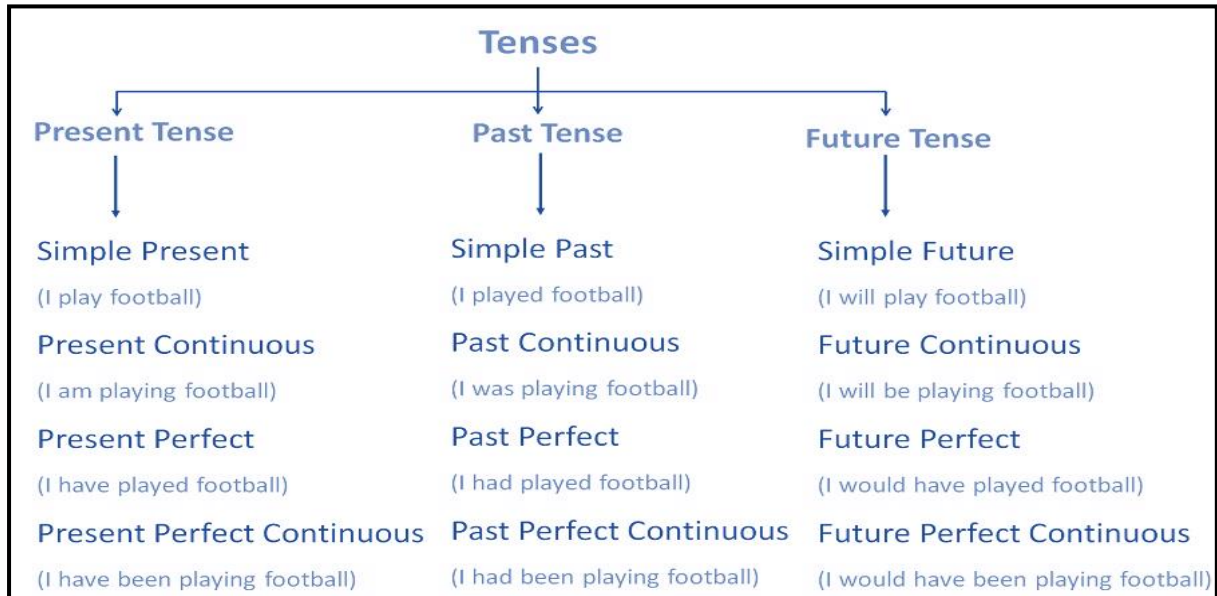 Tenses
Present Tense
Past Tense
Future Tense
Simple Present
(I play football)
Present Continuous
(I am playing football)
Present Perfect
(I have played football)
Present Perfect Continuous
(I have been playing football)
Simple Past
(I played football)
Past Continuous
(I was playing football)
Past Perfect
(I had played football)
Past Perfect Continuous
(I had been playing football)
Simple Future
(I will play football)
Future Continuous
(I will be playing football)
Future Perfect
(I would have played football)
Future Perfect Continuous
(I would have been playing football)